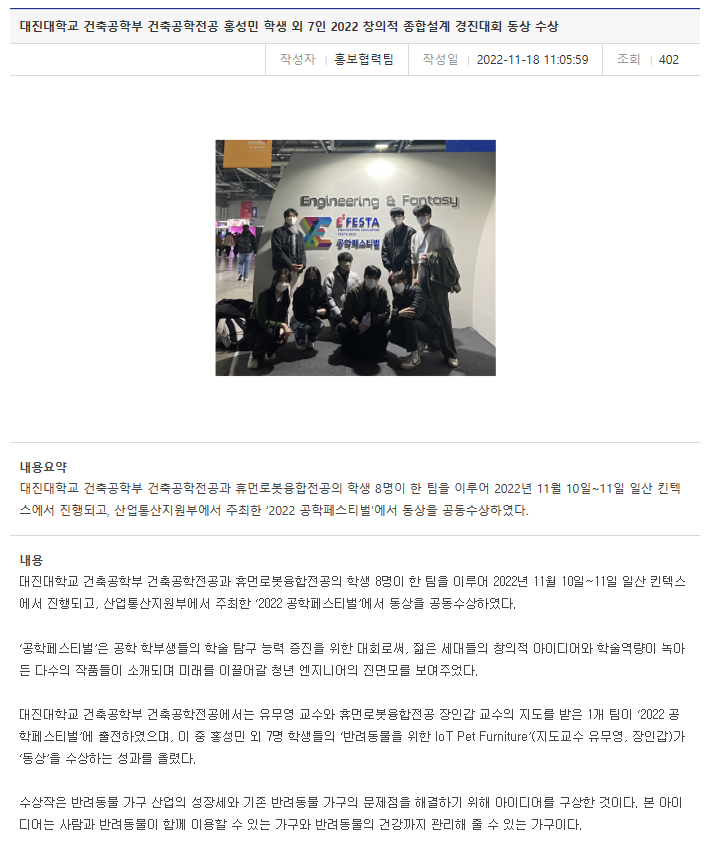 대진대학교 건축공학부 건축공학전공 홍성민 학생 외 7인 2022 창의적 종합설계 경진대회 동상 수상
작성자 홍보협력팀 작성일 2022-11-18 11:05:59 조회 402
Engineering & Fantasy
E²FESTA
ENGINEERING EDUCATION
FESTA 2022
공학페스티벌
내용요약
대진대학교 건축공학부 건축공학전공과 휴먼로봇융합전공의 학생 8명이 한 팀을 이루어 2022년 11월 10일~11일 일산 킨텍
스에서 진행되고, 산업통산지원부에서 주최한 ‘2022 공학페스티벌’에서 동상을 공동수상하였다.
내용
대진대학교 건축공학부 건축공학전공과 휴먼로봇융합전공의 학생 8명이 한 팀을 이루어 2022년 11월 10일~11일 일산 킨텍스
에서 진행되고, 산업통산지원부에서 주최한 ‘2022 공학페스티벌’에서 동상을 공동수상하였다.
‘공학페스티벌’은 공학 학부생들의 학술 탐구 능력 증진을 위한 대회로써, 젊은 세대들의 창의적 아이디어와 학술역량이 녹아
든 다수의 작품들이 소개되며 미래를 이끌어갈 청년 엔지니어의 진면모를 보여주었다.
대진대학교 건축공학부 건축공학전공에서는 유무영 교수와 휴먼로봇융합전공 장인갑 교수의 지도를 받은 1개 팀이 ‘2022 공
학페스티벌’에 출전하였으며, 이 중 홍성민 외 7명 학생들의 ‘반려동물을 위한 IoT Pet Furniture’(지도교수 유무영, 장인갑)가
‘동상’을 수상하는 성과를 올렸다.
수상작은 반려동물 가구 산업의 성장세와 기존 반려동물 가구의 문제점을 해결하기 위해 아이디어를 구상한 것이다. 본 아이
디어는 사람과 반려동물이 함께 이용할 수 있는 가구와 반려동물의 건강까지 관리해 줄 수 있는 가구이다.